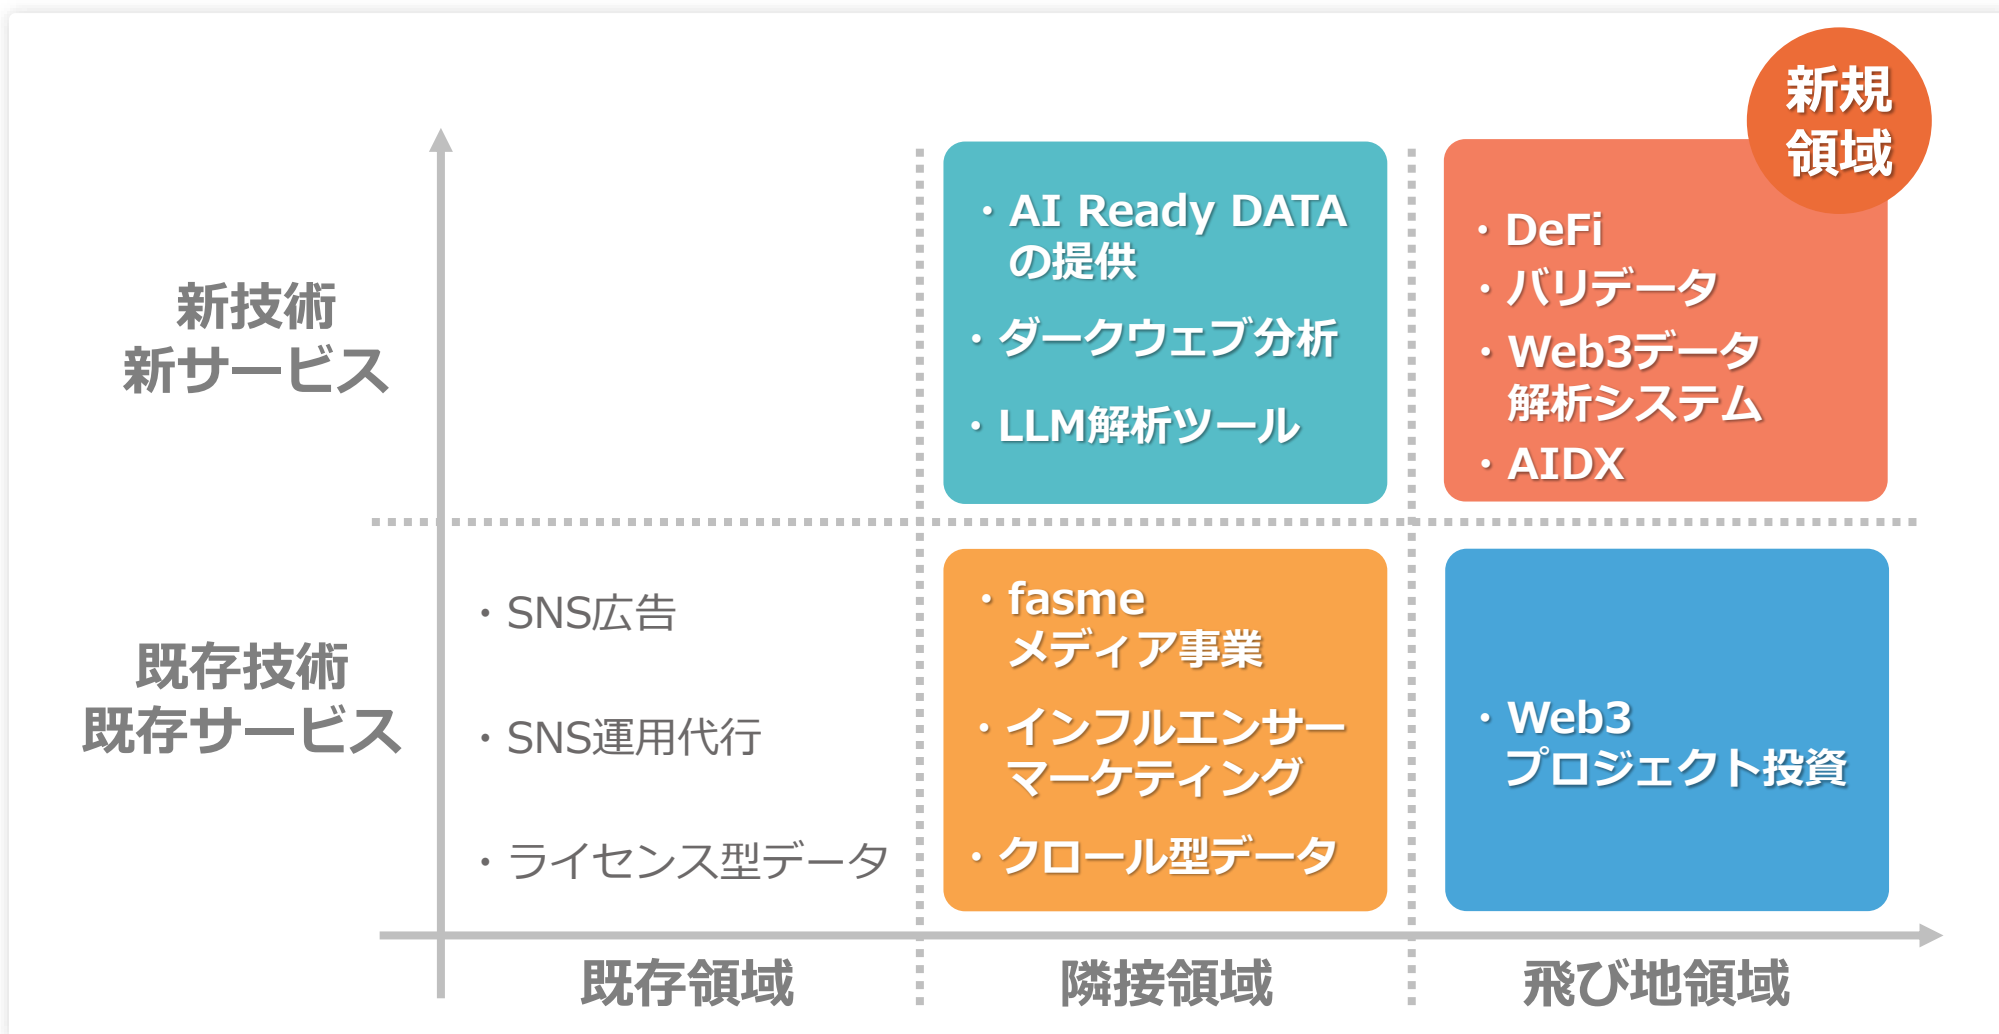 新規
領域
新技術
新サービス
・AI Ready DATA
の提供
・ダークウェブ分析
・LLM解析ツール
・DeFi
・バリデータ
・Web3データ
解析システム
・AIDX
既存技術
既存サービス
・SNS広告
・SNS運用代行
・ライセンス型データ
・fasme
メディア事業
・インフルエンサー
マーケティング
・クロール型データ
・Web3
プロジェクト投資
既存領域
隣接領域
飛び地領域